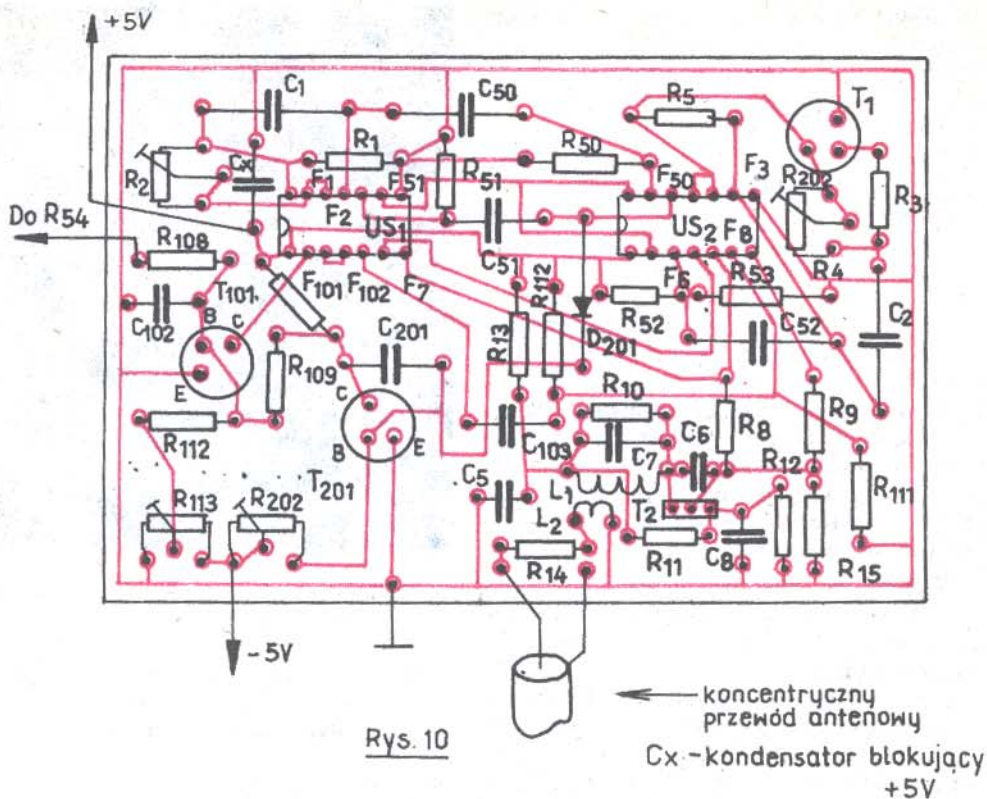 +5V
C1
C50
R5
T1
R1
R50
F3
R2
Cx
F1
F51
R51
F50
R202
R3
F2
US1
US2
F8
Do R54
R108
C51
R112
F6
R53
R4
C102
T101
F101
F102
F7
R52
C52
C2
B
C
R13
D201
E
R109
C201
R10
C
R9
R112
C103
C7
C6
R8
R12
B
E
T201
C5
L1
T2
R111
R113
R202
L2
R14
R11
C8
R15
-5V
koncentryczny
przewód antenowy
Rys. 10
Cx-kondensator blokujący
+5V